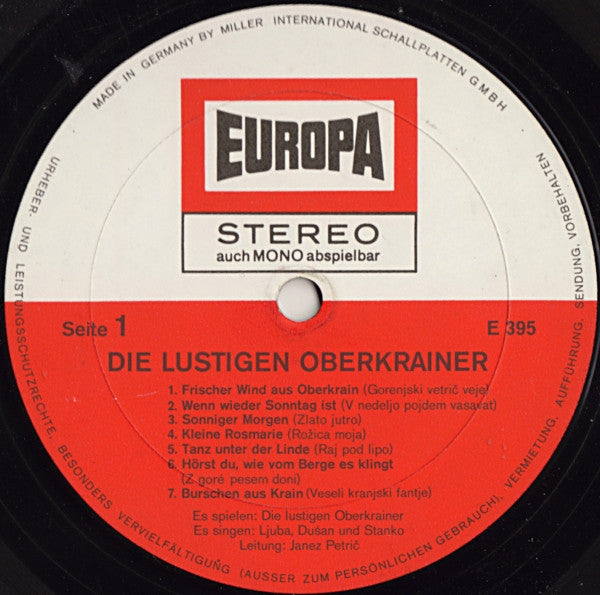 MADE IN GERMANY BY MILLER INTERNATIONAL SCHALLPLATTEN GMBH
EUROPA
STEREO
auch MONO abspielbar
Seite 1
E 395
DIE LUSTIGEN OBERKRAINER
1. Frischer Wind aus Oberkrain (Gorenjski vetrič veje)
2. Wenn wieder Sonntag ist (V nedeljo pojdem vasavat)
3. Sonniger Morgen (Zlato jutro)
4. Kleine Rosmarie (Rožica moja)
5. Tanz unter der Linde (Raj pod lipo)
6. Hörst du, wie vom Berge es klingt
(Z goré pesem doni)
7. Burschen aus Krain (Veseli kranjski fantje)
Es spielen: Die lustigen Oberkrainer
Es singen: Ljuba, Dušan und Stanko
Leitung: Janez Petrič
URHEBER- UND LEISTUNGSSCHUTZRECHTE, BESONDERS VERVIELFÄLTIGUNG (AUSSER ZUM PERSÖNLICHEN GEBRAUCH), VERMIETUNG, AUFFÜHRUNG, SENDUNG, VORBEHALTEN